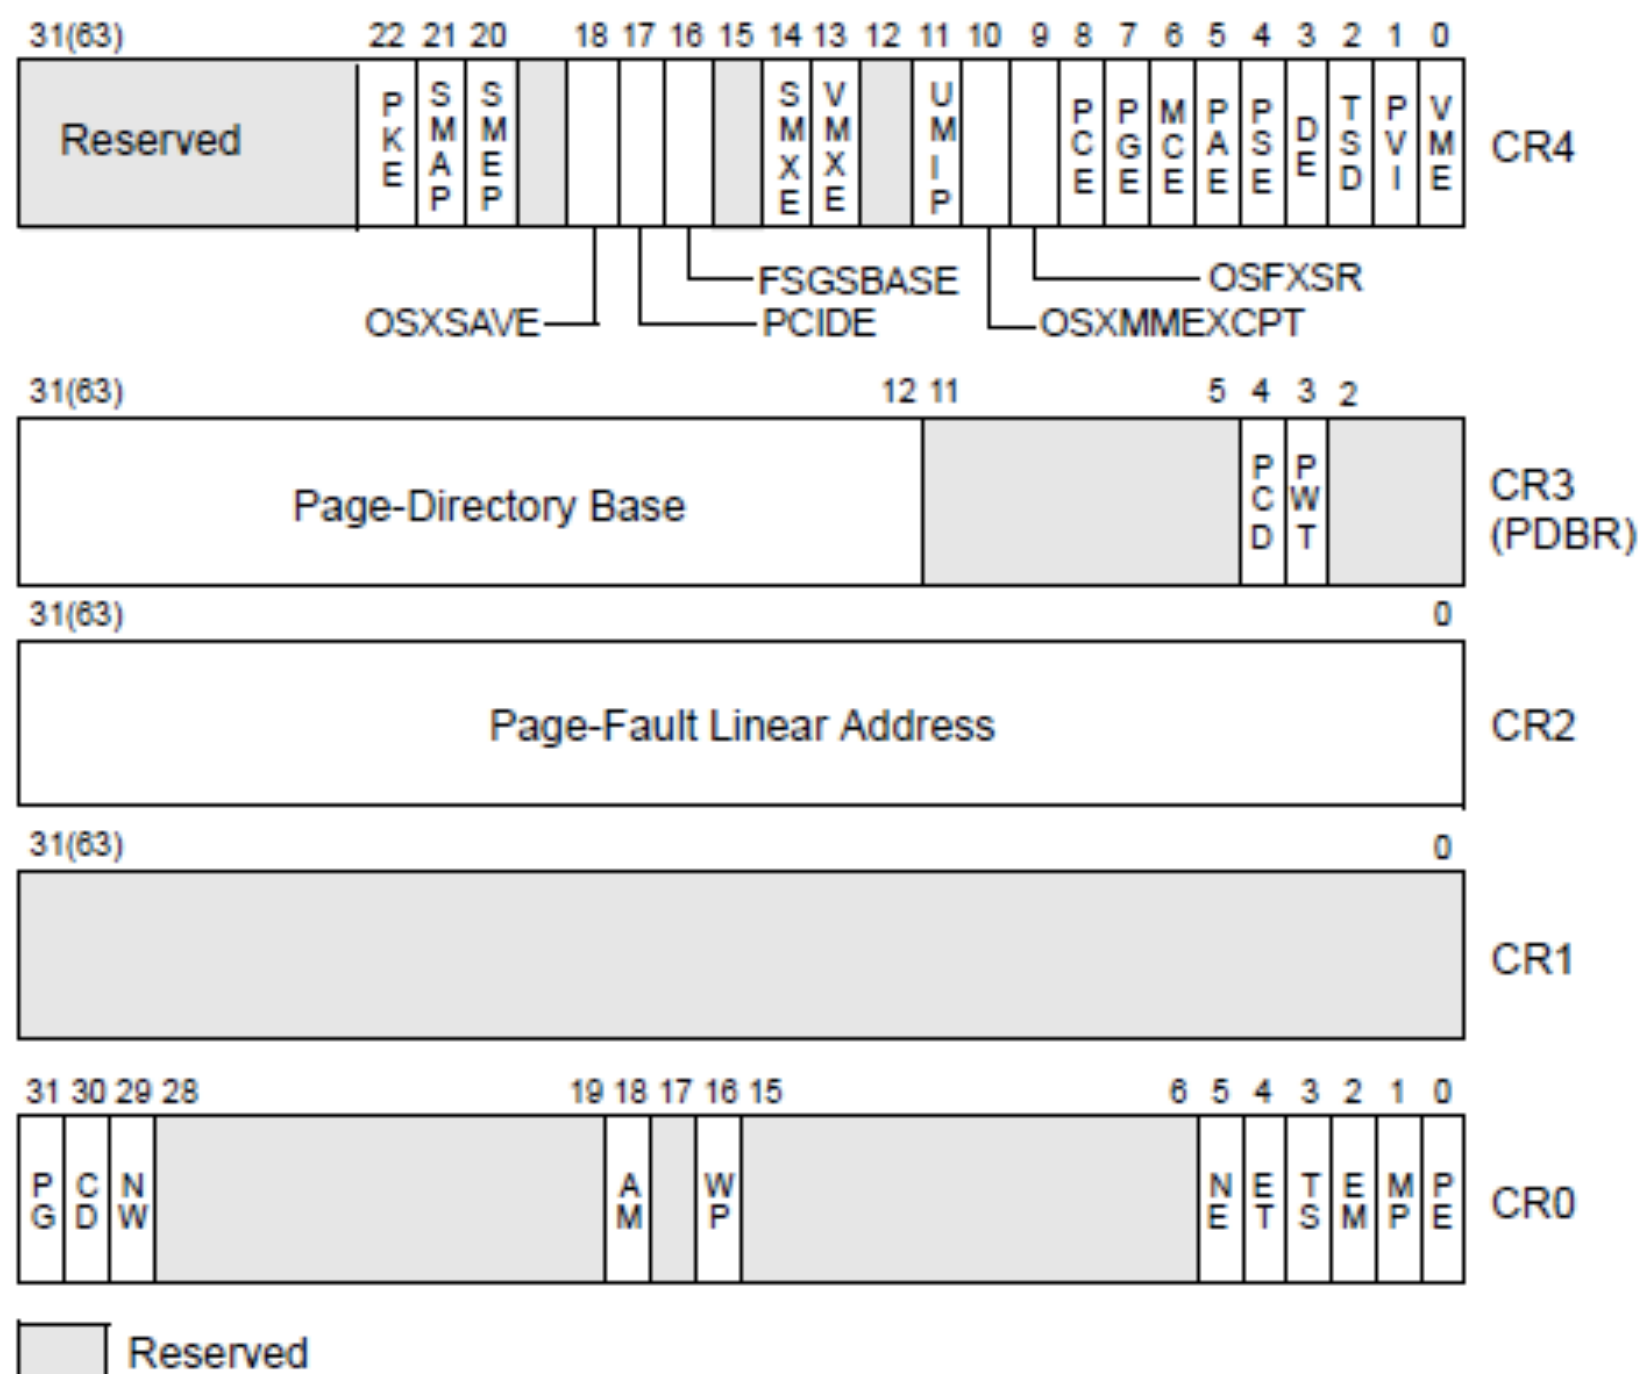 31(63) 22 21 20 18 17 16 15 14 13 12 11 10 9 8 7 6 5 4 3 2 1 0
Reserved PKE SMAP SMEP SMXE VMXE UMIP PCE PGE MCE PAE PSE DE TSD PVI VME CR4
FSGSBASE OSFXSR
OSXSAVE PCIDE OSXMMEXCPT
31(63) 12 11 5 4 3 2
Page-Directory Base PCD PWT CR3
(PDBR)
31(63) 0
Page-Fault Linear Address CR2
31(63) 0
CR1
31 30 29 28 19 18 17 16 15 6 5 4 3 2 1 0
PG CD NW AM WP NE ET TS EM MP PE CR0
Reserved